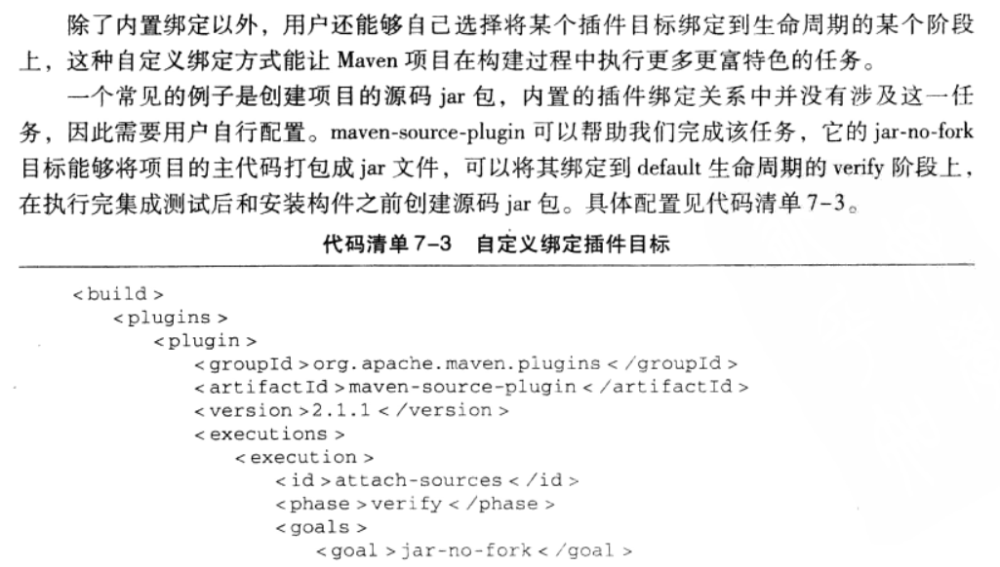 除了内置绑定以外，用户还能够自己选择将某个插件目标绑定到生命周期的某个阶段
上，这种自定义绑定方式能让 Maven 项目在构建过程中执行更多更富特色的任务。
一个常见的例子是创建项目的源码 jar 包，内置的插件绑定关系中并没有涉及这一任
务，因此需要用户自行配置。maven-source-plugin 可以帮助我们完成该任务，它的 jar-no-fork
目标能够将项目的主代码打包成 jar 文件，可以将其绑定到 default 生命周期的 verify 阶段上，
在执行完集成测试后和安装构件之前创建源码 jar 包。具体配置见代码清单 7-3。
代码清单 7-3 自定义绑定插件目标
<build>
<plugins>
<plugin>
<groupId>org.apache.maven.plugins</groupId>
<artifactId>maven-source-plugin</artifactId>
<version>2.1.1</version>
<executions>
<execution>
<id>attach-sources</id>
<phase>verify</phase>
<goals>
<goal>jar-no-fork</goal>